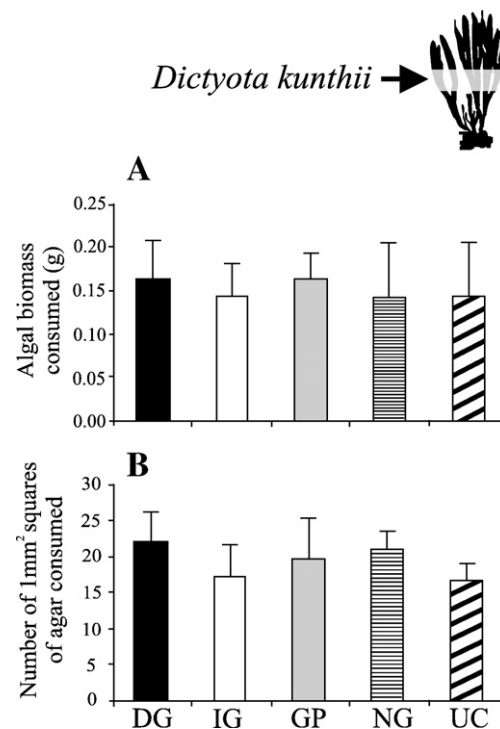 Dictyota kunthii
A
Algal biomass
consumed (g)
0.25
0.20
0.15
0.10
0.05
0.00
B
Number of 1mm² squares
of agar consumed
30
25
20
15
10
5
0
DG IG GP NG UC